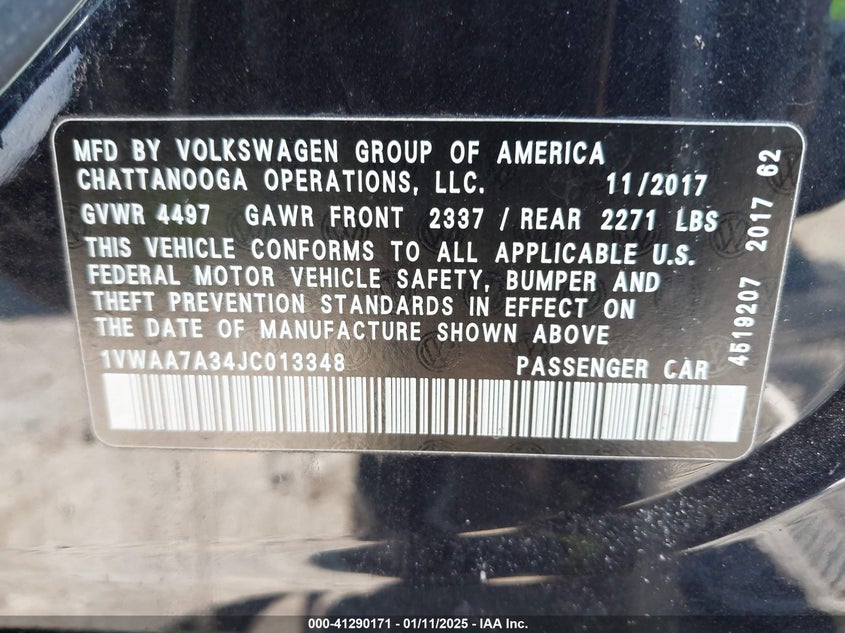 MFD BY VOLKSWAGEN GROUP OF AMERICA
CHATTANOOGA OPERATIONS, LLC. 11/2017
GVWR 4497 GAWR FRONT 2337 / REAR 2271 LBS
THIS VEHICLE CONFORMS TO ALL APPLICABLE U.S.
FEDERAL MOTOR VEHICLE SAFETY, BUMPER AND
THEFT PREVENTION STANDARDS IN EFFECT ON
THE DATE OF MANUFACTURE SHOWN ABOVE
1VWAA7A34JC013348 PASSENGER CAR
4519207 2017 62
000-41290171 - 01/11/2025 - IAA Inc.